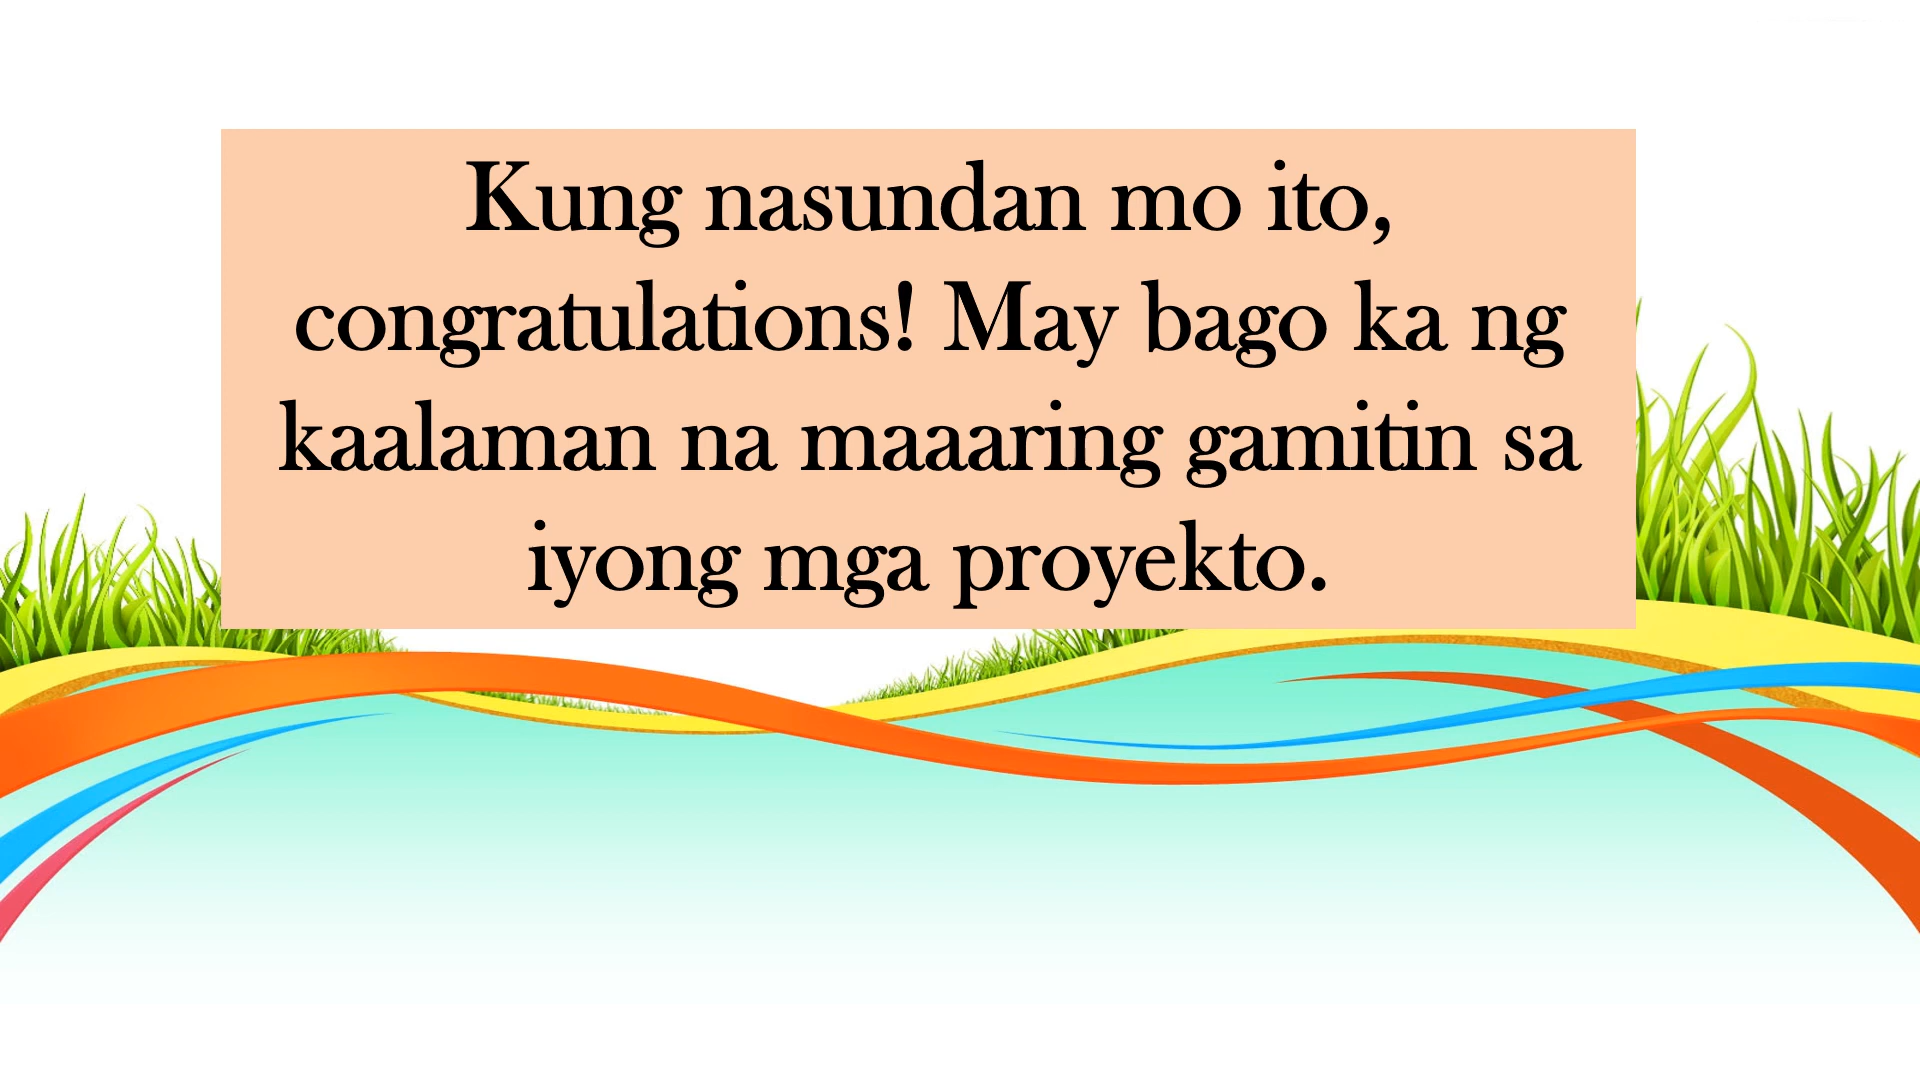 Kung nasundan mo ito,
congratulations! May bago ka ng
kaalaman na maaaring gamitin sa
iyong mga proyekto.